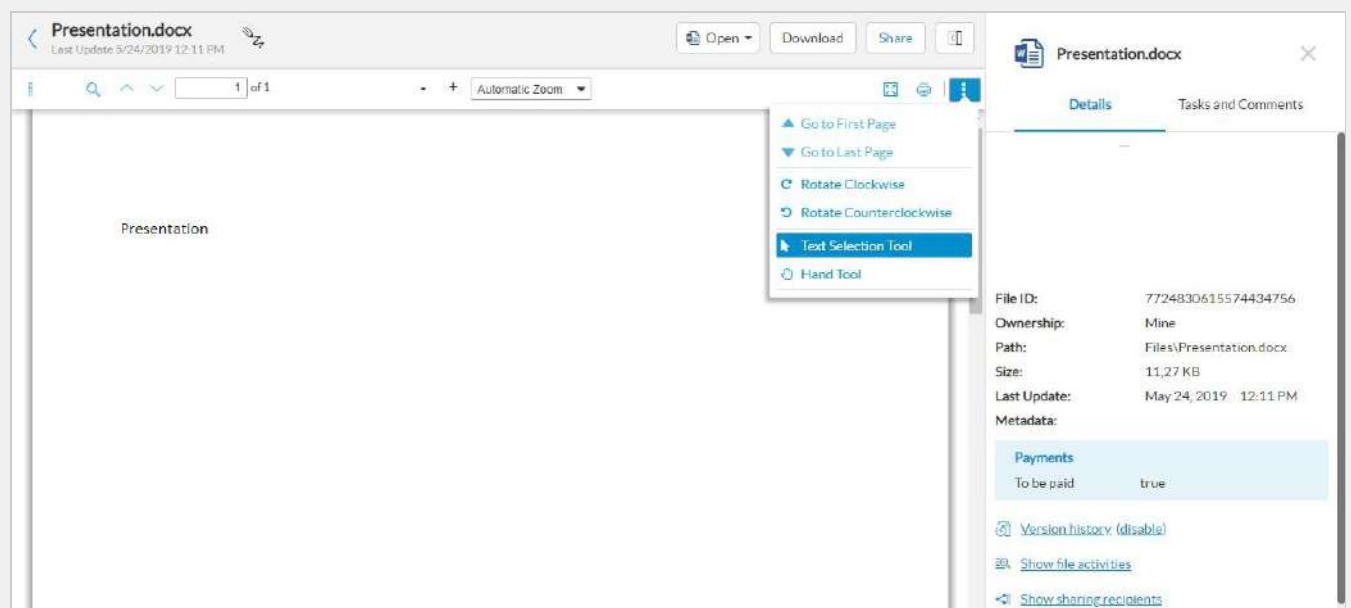 Presentation.docx
Last Update 5/24/2019 12:11 PM
Open
Download
Share
1 of 1
- + Automatic Zoom
Go to First Page
Go to Last Page
Rotate Clockwise
Rotate Counterclockwise
Text Selection Tool
Hand Tool
Presentation
Presentation.docx
Details Tasks and Comments
File ID: 7724830615574434756
Ownership: Mine
Path: Files\Presentation.docx
Size: 11,27 KB
Last Update: May 24, 2019 12:11 PM
Metadata:
Payments
To be paid true
Version history (disable)
Show file activities
Show sharing recipients